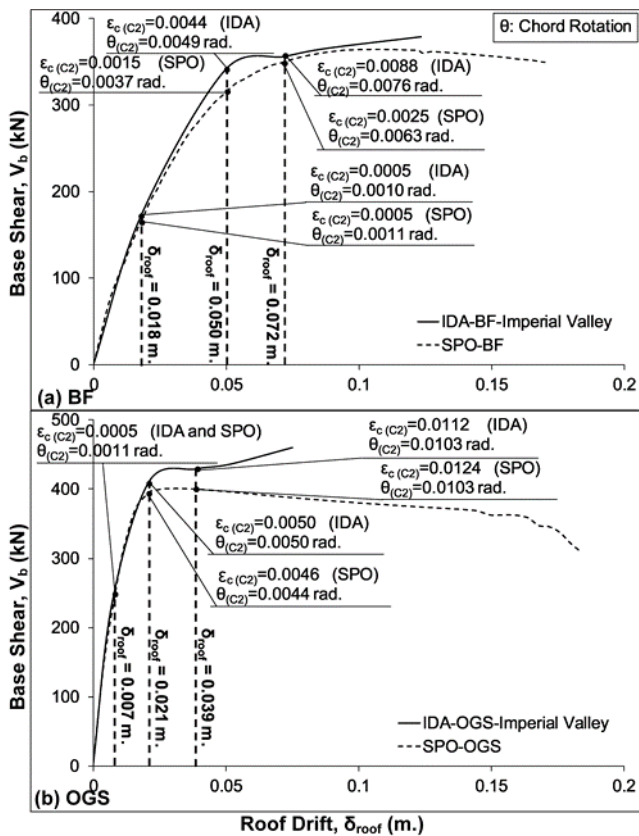 θ: Chord Rotation
εc (C2)=0.0044 (IDA)
θ(C2)=0.0049 rad.
εc (C2)=0.0015 (SPO)
θ(C2)=0.0037 rad.
εc (C2)=0.0088 (IDA)
θ(C2)=0.0076 rad.
εc (C2)=0.0025 (SPO)
θ(C2)=0.0063 rad.
εc (C2)=0.0005 (IDA)
θ(C2)=0.0010 rad.
εc (C2)=0.0005 (SPO)
θ(C2)=0.0011 rad.
δroof = 0.018 m.
δroof = 0.050 m.
δroof = 0.072 m.
IDA-BF-Imperial Valley
SPO-BF
Base Shear, Vb (kN)
400
300
200
100
0
0 0.05 0.1 0.15 0.2
(a) BF
εc (C2)=0.0005 (IDA and SPO)
θ(C2)=0.0011 rad.
εc (C2)=0.0112 (IDA)
θ(C2)=0.0103 rad.
εc (C2)=0.0124 (SPO)
θ(C2)=0.0103 rad.
εc (C2)=0.0050 (IDA)
θ(C2)=0.0050 rad.
εc (C2)=0.0046 (SPO)
θ(C2)=0.0044 rad.
δroof = 0.007 m.
δroof = 0.021 m.
δroof = 0.039 m.
IDA-OGS-Imperial Valley
SPO-OGS
Base Shear, Vb (kN)
500
400
300
200
100
0
0 0.05 0.1 0.15 0.2
(b) OGS
Roof Drift, δroof (m.)